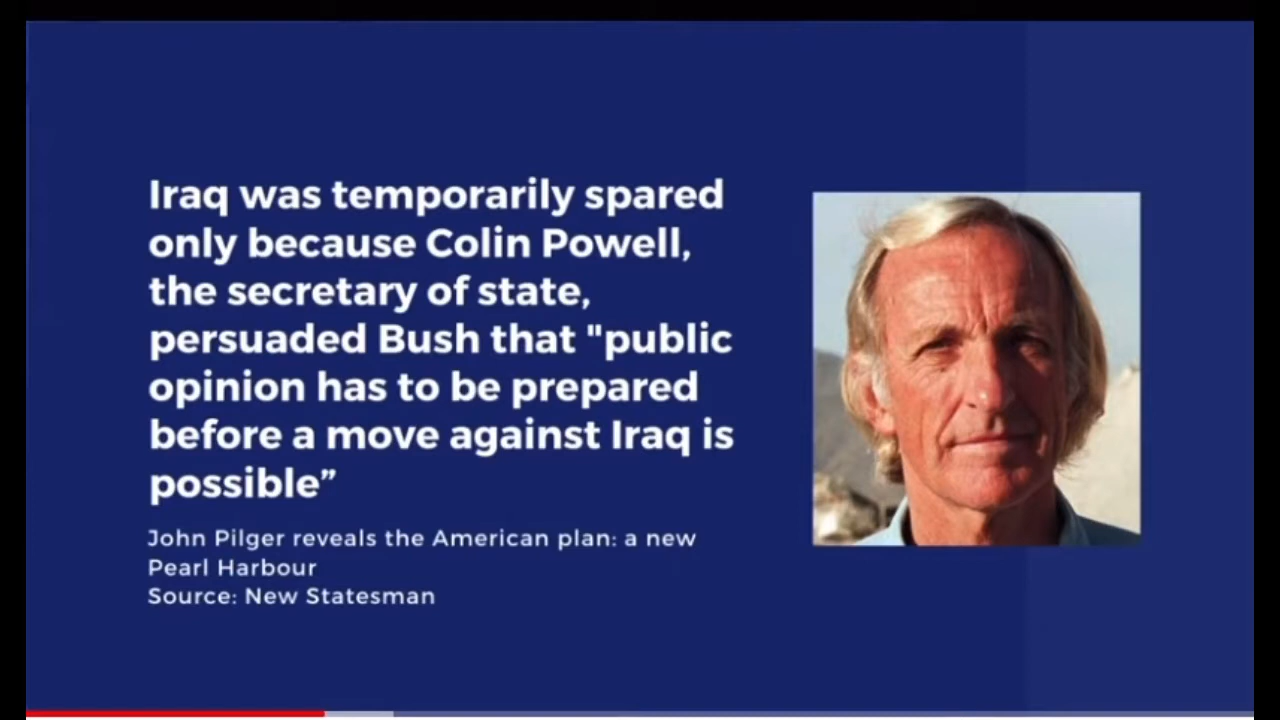 Iraq was temporarily spared
only because Colin Powell,
the secretary of state,
persuaded Bush that "public
opinion has to be prepared
before a move against Iraq is
possible”
John Pilger reveals the American plan: a new
Pearl Harbour
Source: New Statesman